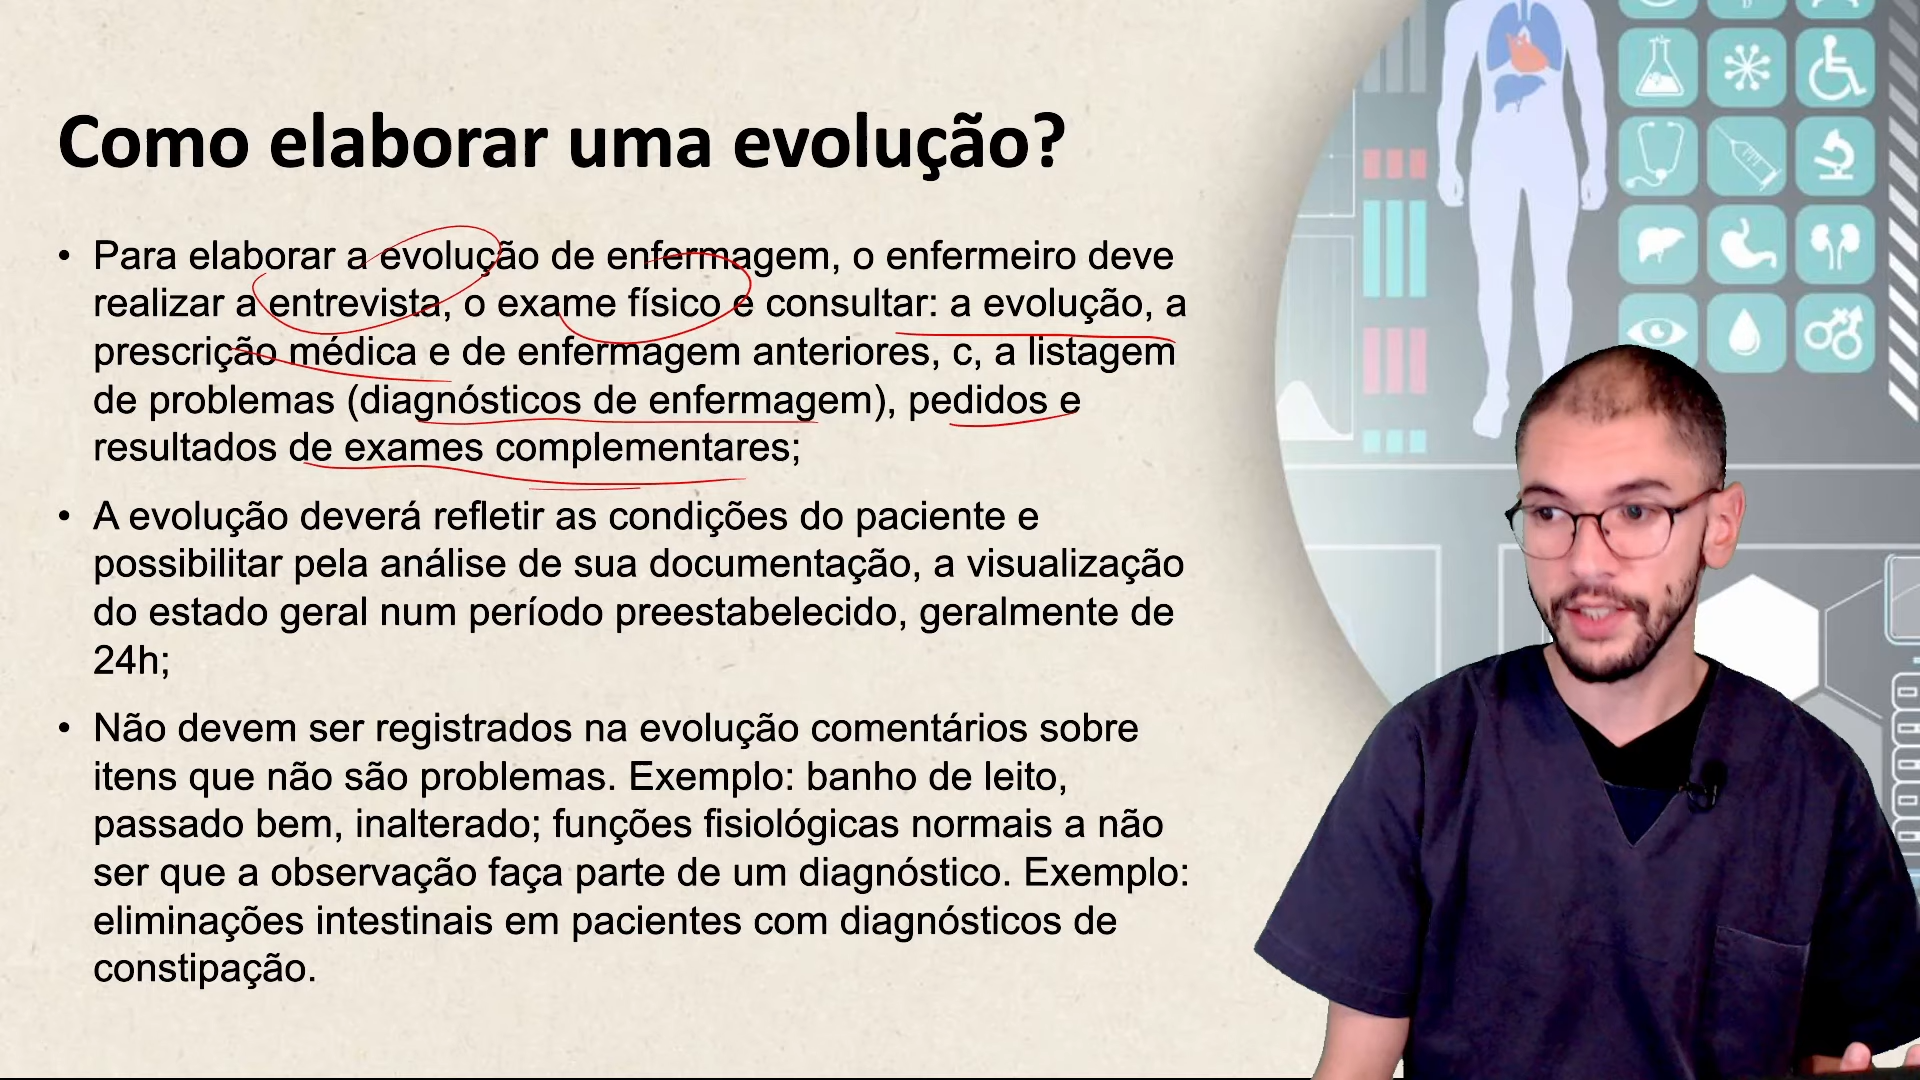 Como elaborar uma evolução?
• Para elaborar a evolução de enfermagem, o enfermeiro deve
realizar a entrevista, o exame físico e consultar: a evolução, a
prescrição médica e de enfermagem anteriores, c, a listagem
de problemas (diagnósticos de enfermagem), pedidos e
resultados de exames complementares;
• A evolução deverá refletir as condições do paciente e
possibilitar pela análise de sua documentação, a visualização
do estado geral num período preestabelecido, geralmente de
24h;
• Não devem ser registrados na evolução comentários sobre
itens que não são problemas. Exemplo: banho de leito,
passado bem, inalterado; funções fisiológicas normais a não
ser que a observação faça parte de um diagnóstico. Exemplo:
eliminações intestinais em pacientes com diagnósticos de
constipação.